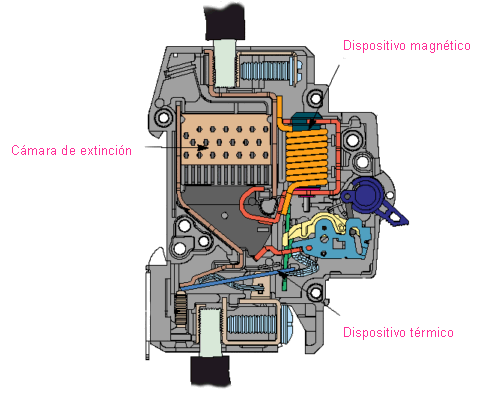 Dispositivo magnético
Cámara de extinción
Dispositivo térmico